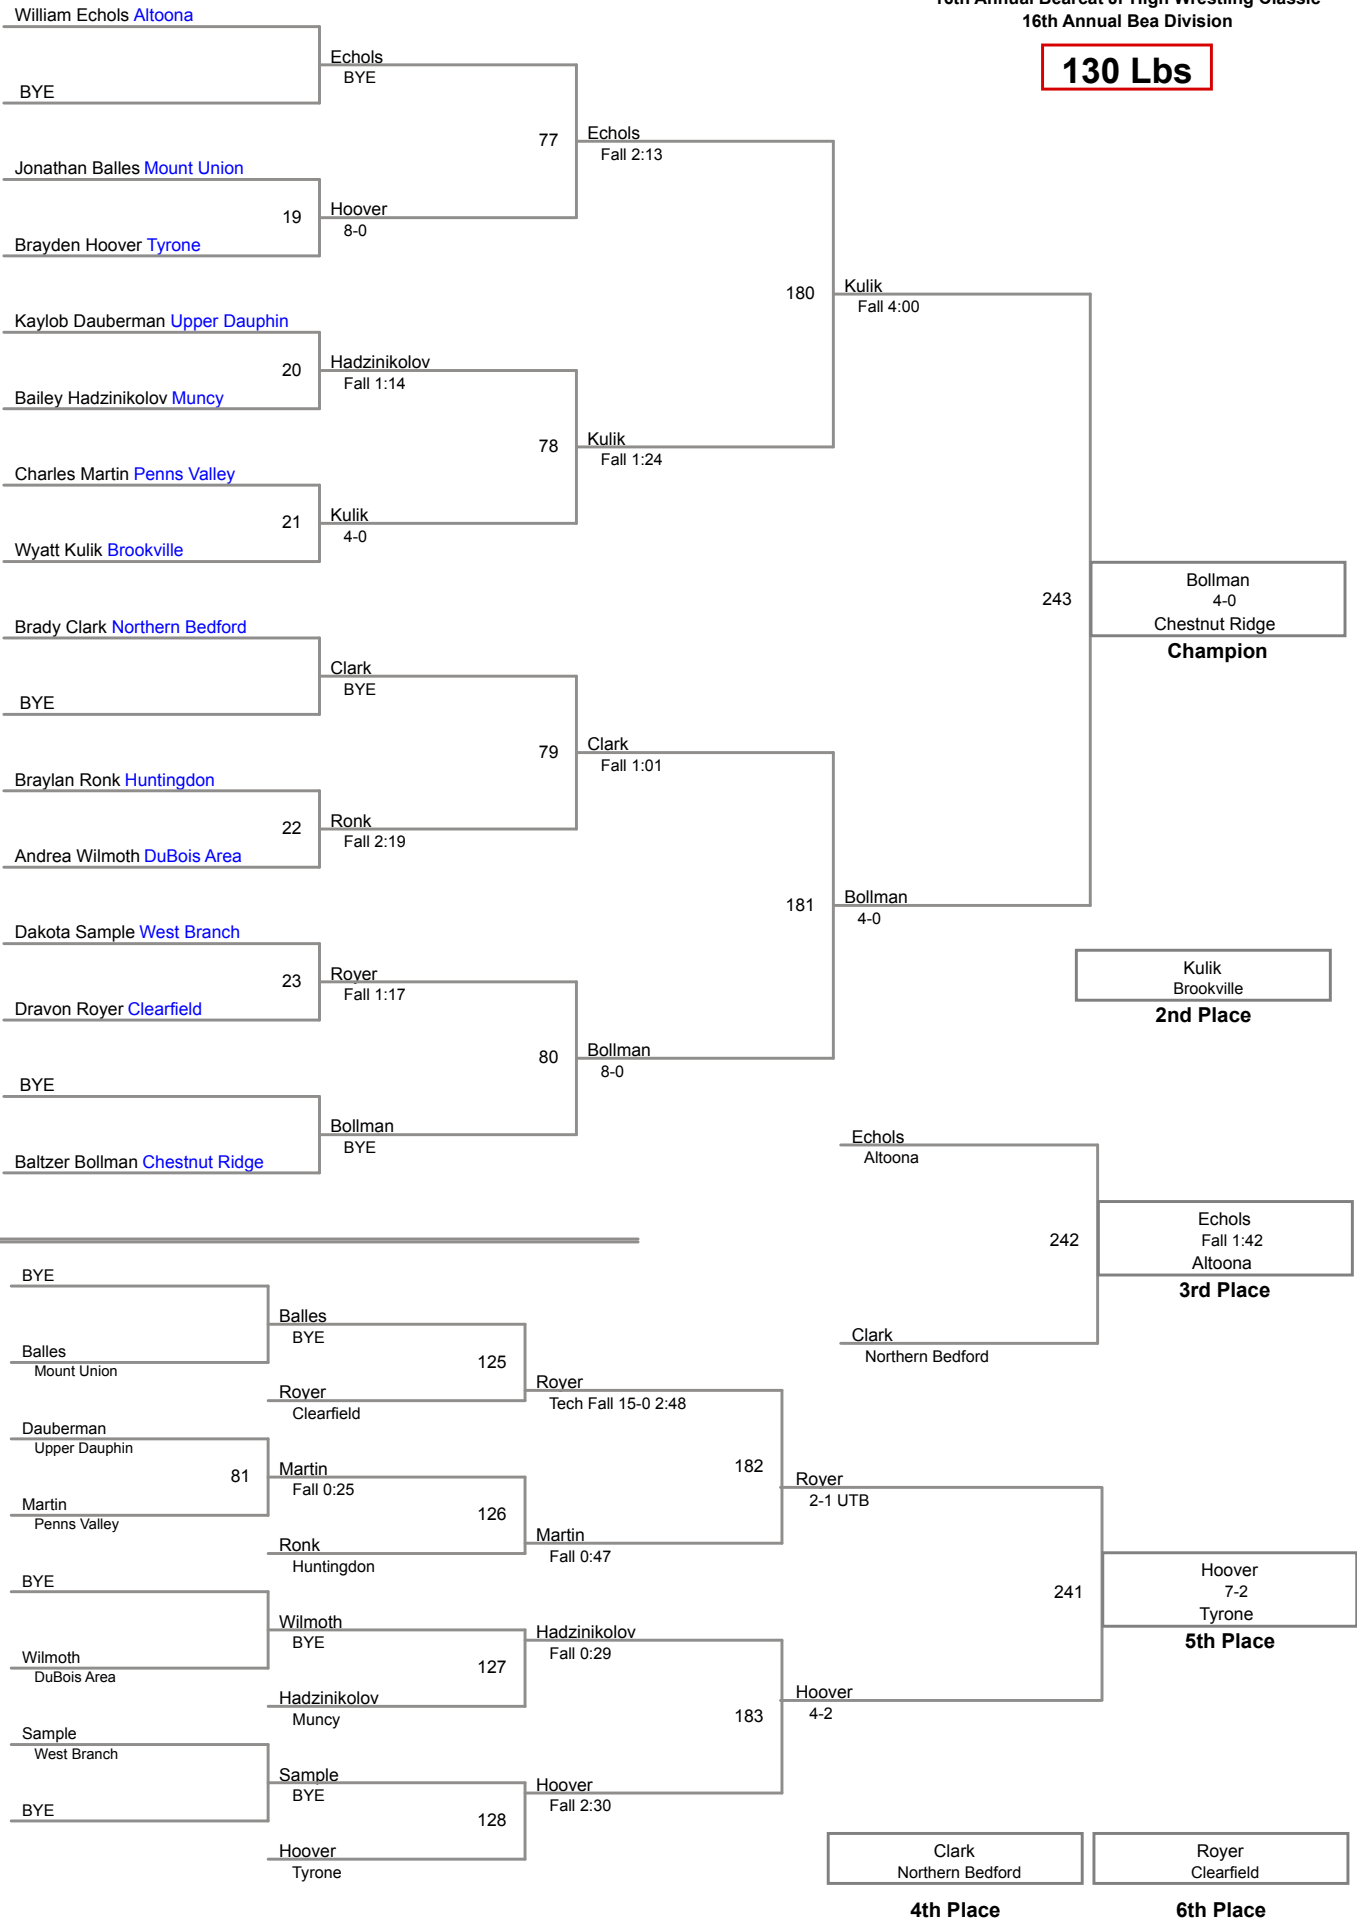 16th Annual Bearcat Jr High Wrestling Classic
16th Annual Bea Division
130 Lbs
William Echols Altoona
BYE
Echols
BYE
77
Echols
Fall 2:13
Jonathan Balles Mount Union
19
Hoover
8-0
Brayden Hoover Tyrone
180
Kulik
Fall 4:00
Kaylob Dauberman Upper Dauphin
20
Hadzinikolov
Fall 1:14
Bailey Hadzinikolov Muncy
78
Kulik
Fall 1:24
Charles Martin Penns Valley
21
Kulik
4-0
Wyatt Kulik Brookville
243
Bollman
4-0
Chestnut Ridge
Champion
Brady Clark Northern Bedford
Clark
BYE
BYE
79
Clark
Fall 1:01
Braylan Ronk Huntingdon
22
Ronk
Fall 2:19
Andrea Wilmoth DuBois Area
181
Bollman
4-0
Dakota Sample West Branch
23
Royer
Fall 1:17
Dravon Royer Clearfield
Kulik
Brookville
2nd Place
80
Bollman
8-0
BYE
Bollman
BYE
Baltzer Bollman Chestnut Ridge
Echols
Altoona
242
Echols
Fall 1:42
Altoona
3rd Place
Clark
Northern Bedford
BYE
Balles
BYE
Balles
Mount Union
125
Royer
Clearfield
Royer
Tech Fall 15-0 2:48
Dauberman
Upper Dauphin
81
Martin
Fall 0:25
182
Royer
2-1 UTB
Martin
Penns Valley
126
Ronk
Huntingdon
Martin
Fall 0:47
BYE
241
Hoover
7-2
Tyrone
5th Place
Wilmoth
BYE
Hadzinikolov
Fall 0:29
Wilmoth
DuBois Area
127
Hadzinikolov
Muncy
Hoover
4-2
183
Sample
West Branch
Sample
BYE
Hoover
Fall 2:30
BYE
128
Hoover
Tyrone
Clark
Northern Bedford
4th Place
Royer
Clearfield
6th Place